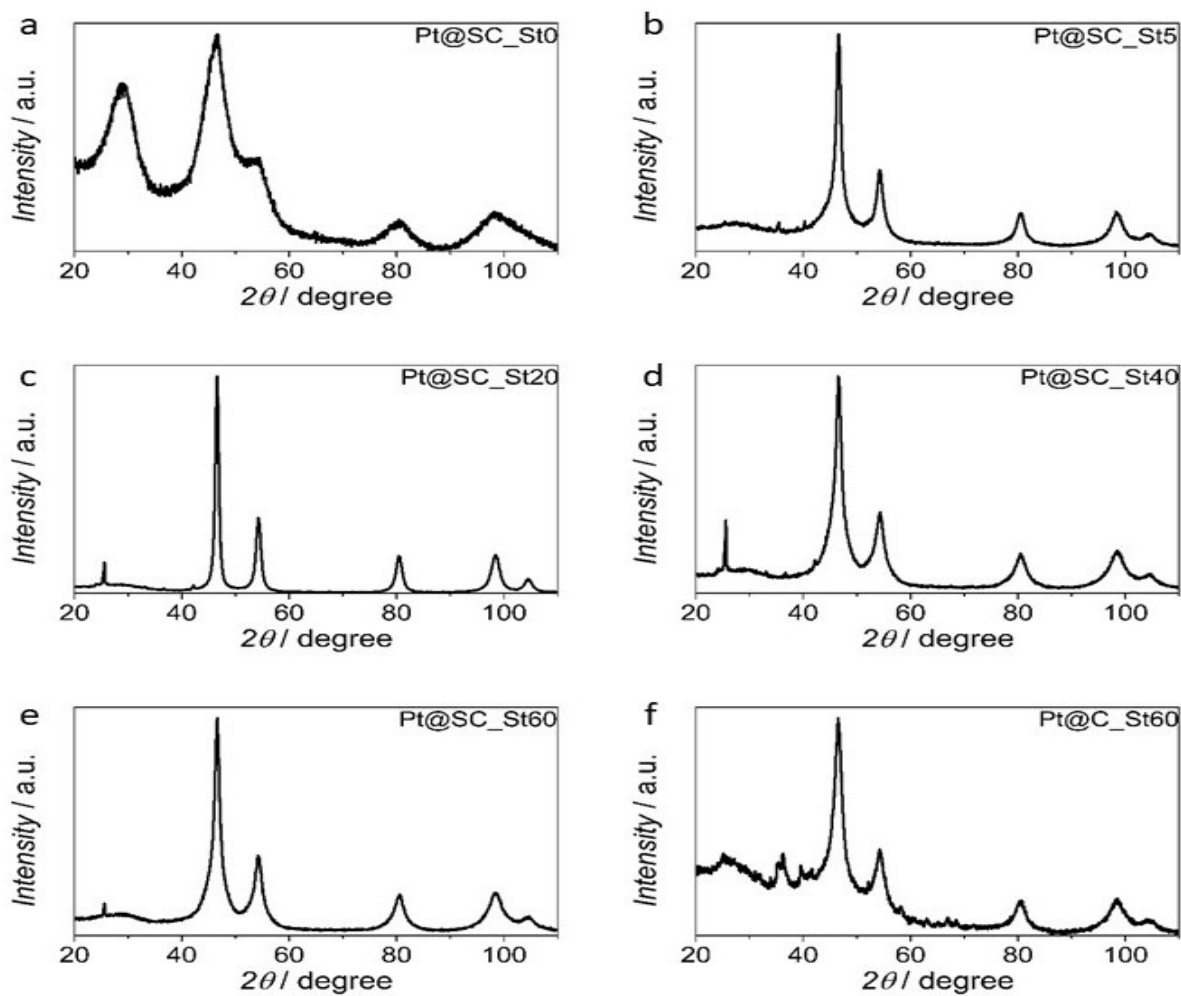 a
Pt@SC_St0
Intensity / a.u.
20 40 60 80 100
2θ / degree
b
Pt@SC_St5
Intensity / a.u.
20 40 60 80 100
2θ / degree
c
Pt@SC_St20
Intensity / a.u.
20 40 60 80 100
2θ / degree
d
Pt@SC_St40
Intensity / a.u.
20 40 60 80 100
2θ / degree
e
Pt@SC_St60
Intensity / a.u.
20 40 60 80 100
2θ / degree
f
Pt@C_St60
Intensity / a.u.
20 40 60 80 100
2θ / degree